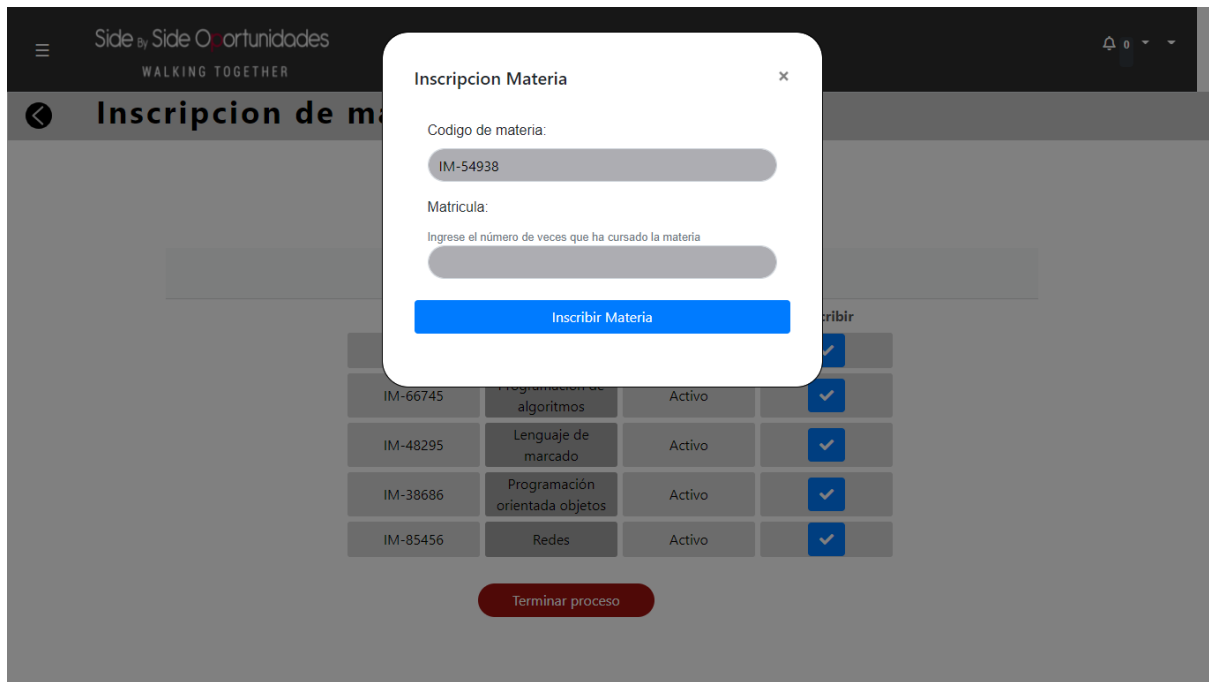 Side By Side Oportunidades
WALKING TOGETHER
0
Inscripcion de
Inscripcion Materia
×
Codigo de materia:
IM-54938
Matricula:
Ingrese el número de veces que ha cursado la materia
Inscribir Materia
IM-66745
Programación de
algoritmos
Activo
IM-48295
Lenguaje de
marcado
Activo
IM-38686
Programación
orientada objetos
Activo
IM-85456
Redes
Activo
Terminar proceso